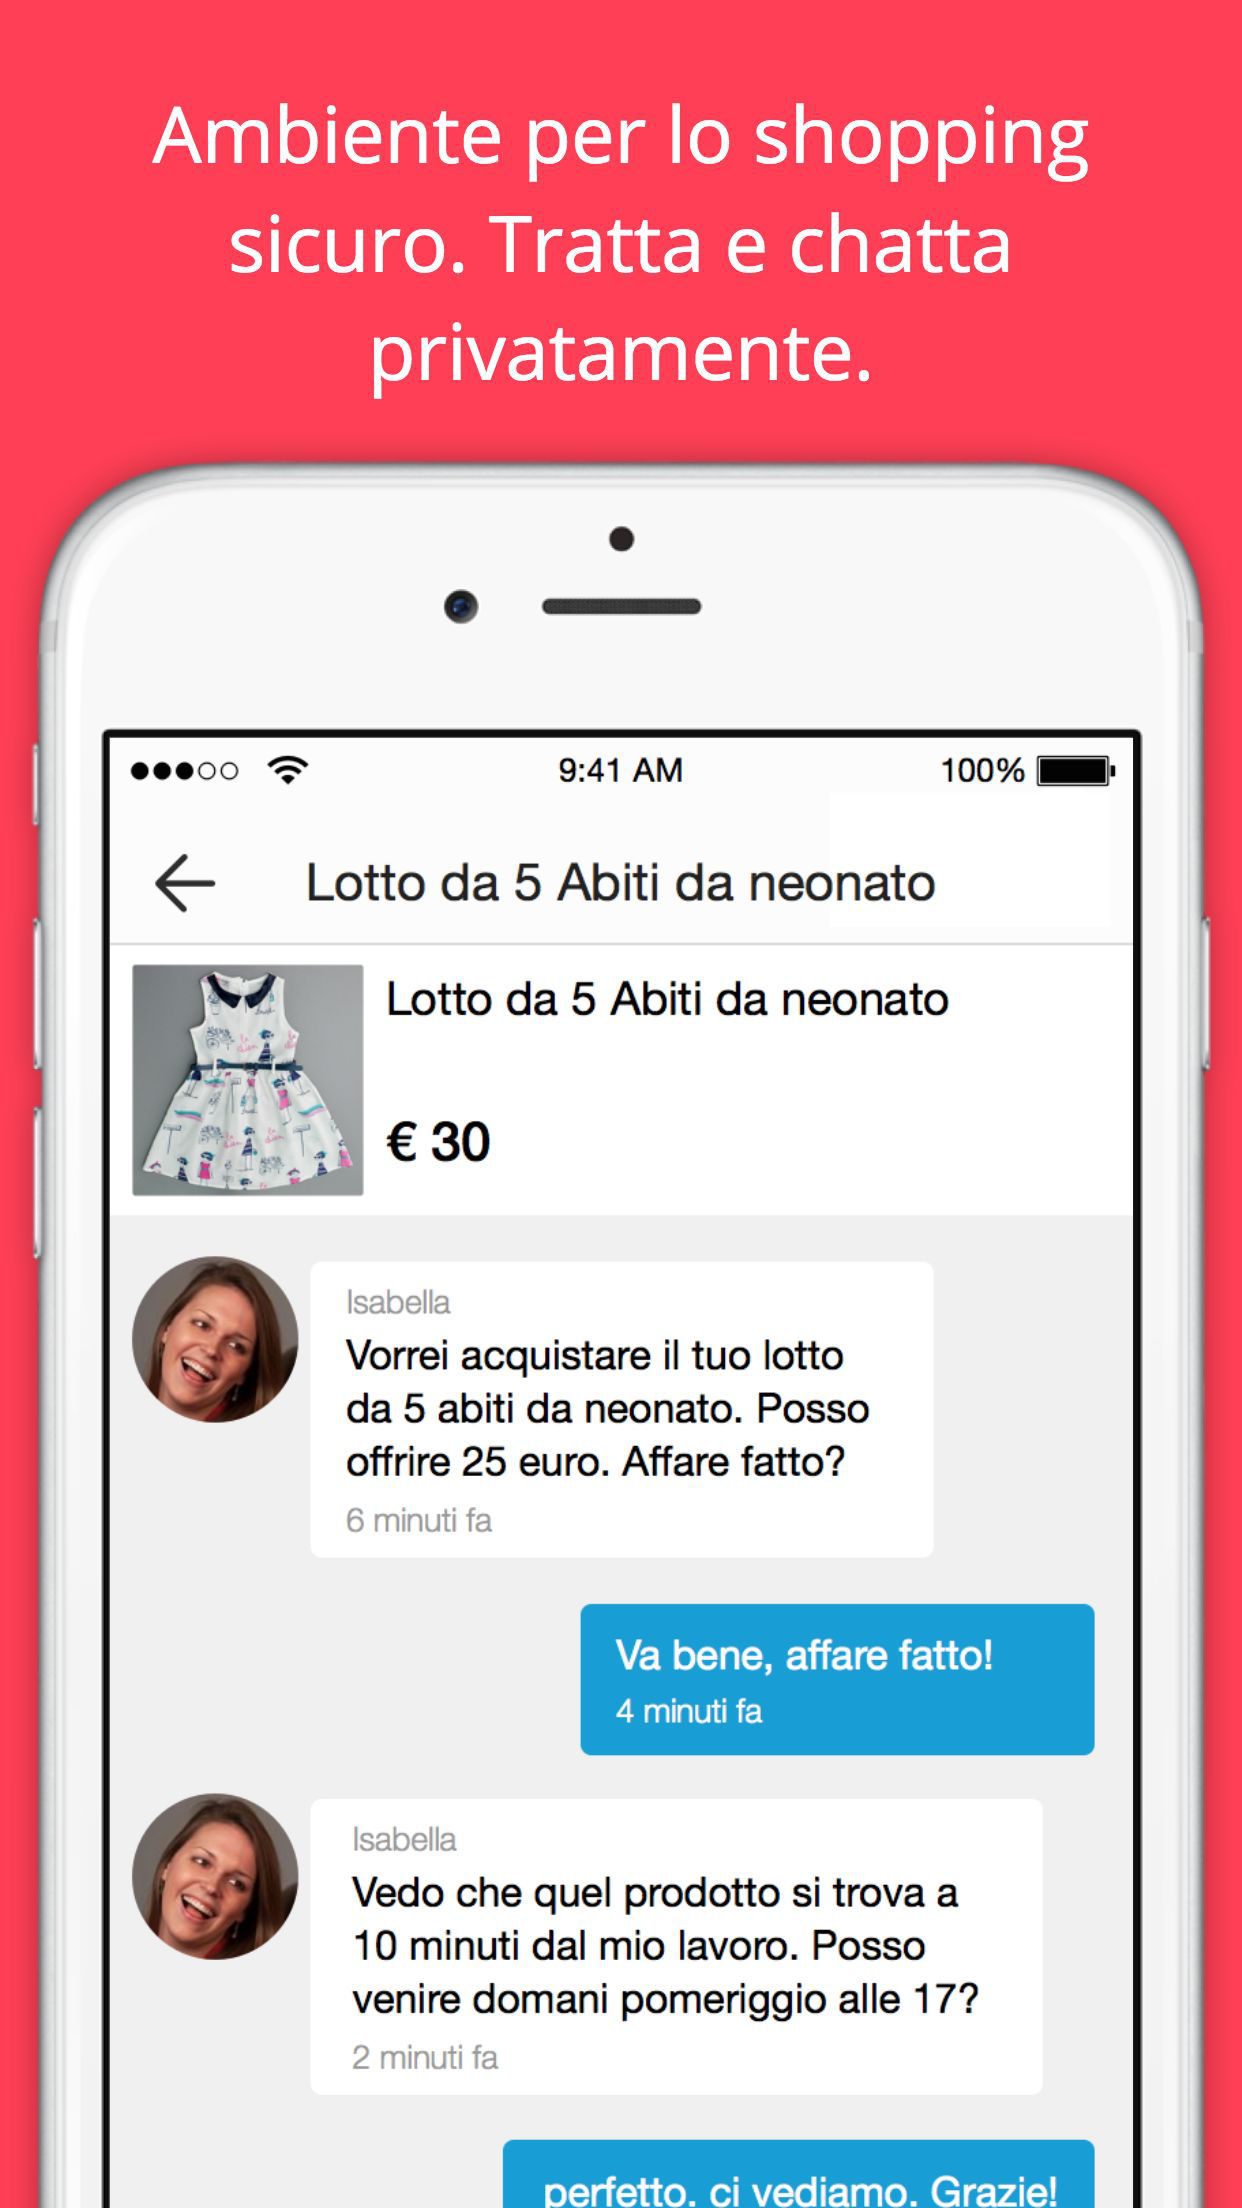 Ambiente per lo shopping
sicuro. Tratta e chatta
privatamente.
9:41 AM
100%
Lotto da 5 Abiti da neonato
Lotto da 5 Abiti da neonato
€ 30
Isabella
Vorrei acquistare il tuo lotto
da 5 abiti da neonato. Posso
offrire 25 euro. Affare fatto?
6 minuti fa
Va bene, affare fatto!
4 minuti fa
Isabella
Vedo che quel prodotto si trova a
10 minuti dal mio lavoro. Posso
venire domani pomeriggio alle 17?
2 minuti fa
perfetto. ci vediamo. Grazie!